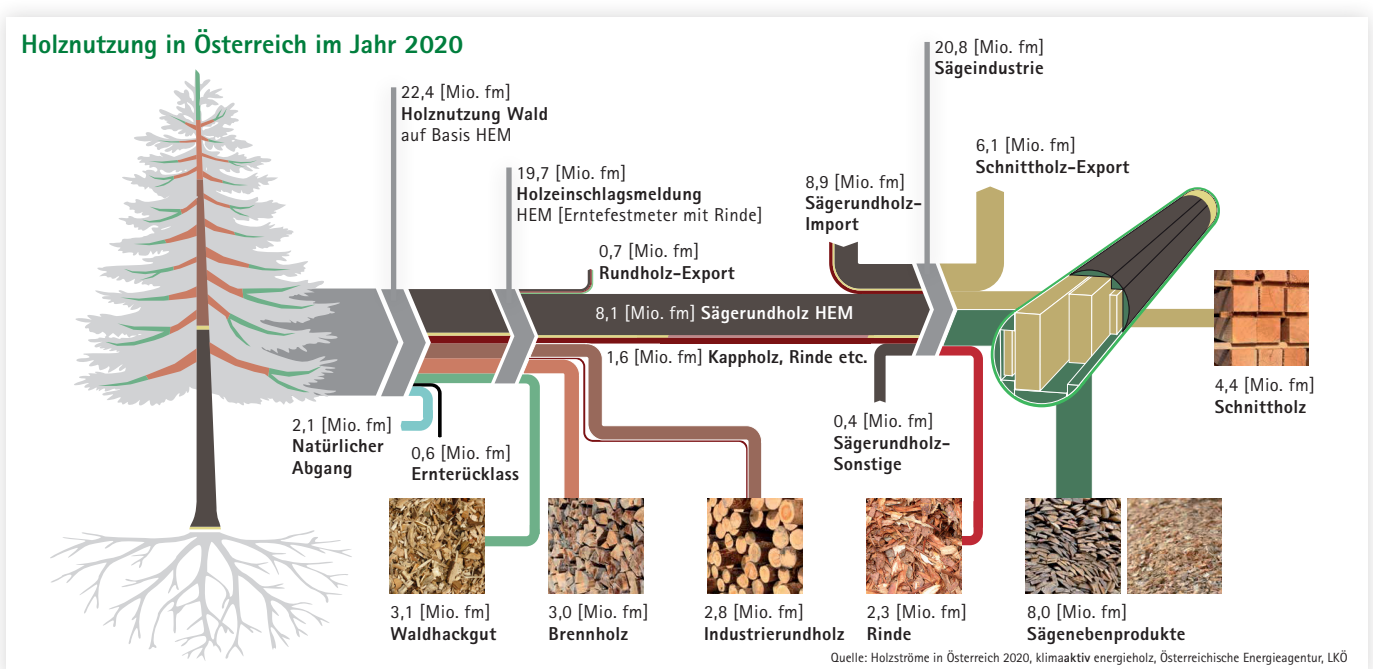 Holznutzung in Österreich im Jahr 2020
22,4 [Mio. fm]
Holznutzung Wald
auf Basis HEM
19,7 [Mio. fm]
Holzeinschlagsmeldung
HEM [Erntefestmeter mit Rinde]
0,7 [Mio. fm]
Rundholz-Export
8,9 [Mio. fm]
Sägerundholz-
Import
20,8 [Mio. fm]
Sägeindustrie
6,1 [Mio. fm]
Schnittholz-Export
8,1 [Mio. fm] Sägerundholz HEM
1,6 [Mio. fm] Kappholz, Rinde etc.
4,4 [Mio. fm]
Schnittholz
2,1 [Mio. fm]
Natürlicher
Abgang
0,6 [Mio. fm]
Ernterücklass
0,4 [Mio. fm]
Sägerundholz-
Sonstige
3,1 [Mio. fm]
Waldhackgut
3,0 [Mio. fm]
Brennholz
2,8 [Mio. fm]
Industrierundholz
2,3 [Mio. fm]
Rinde
8,0 [Mio. fm]
Sägenebenprodukte
Quelle: Holzströme in Österreich 2020, klimaaktiv energieholz, Österreichische Energieagentur, LKÖ